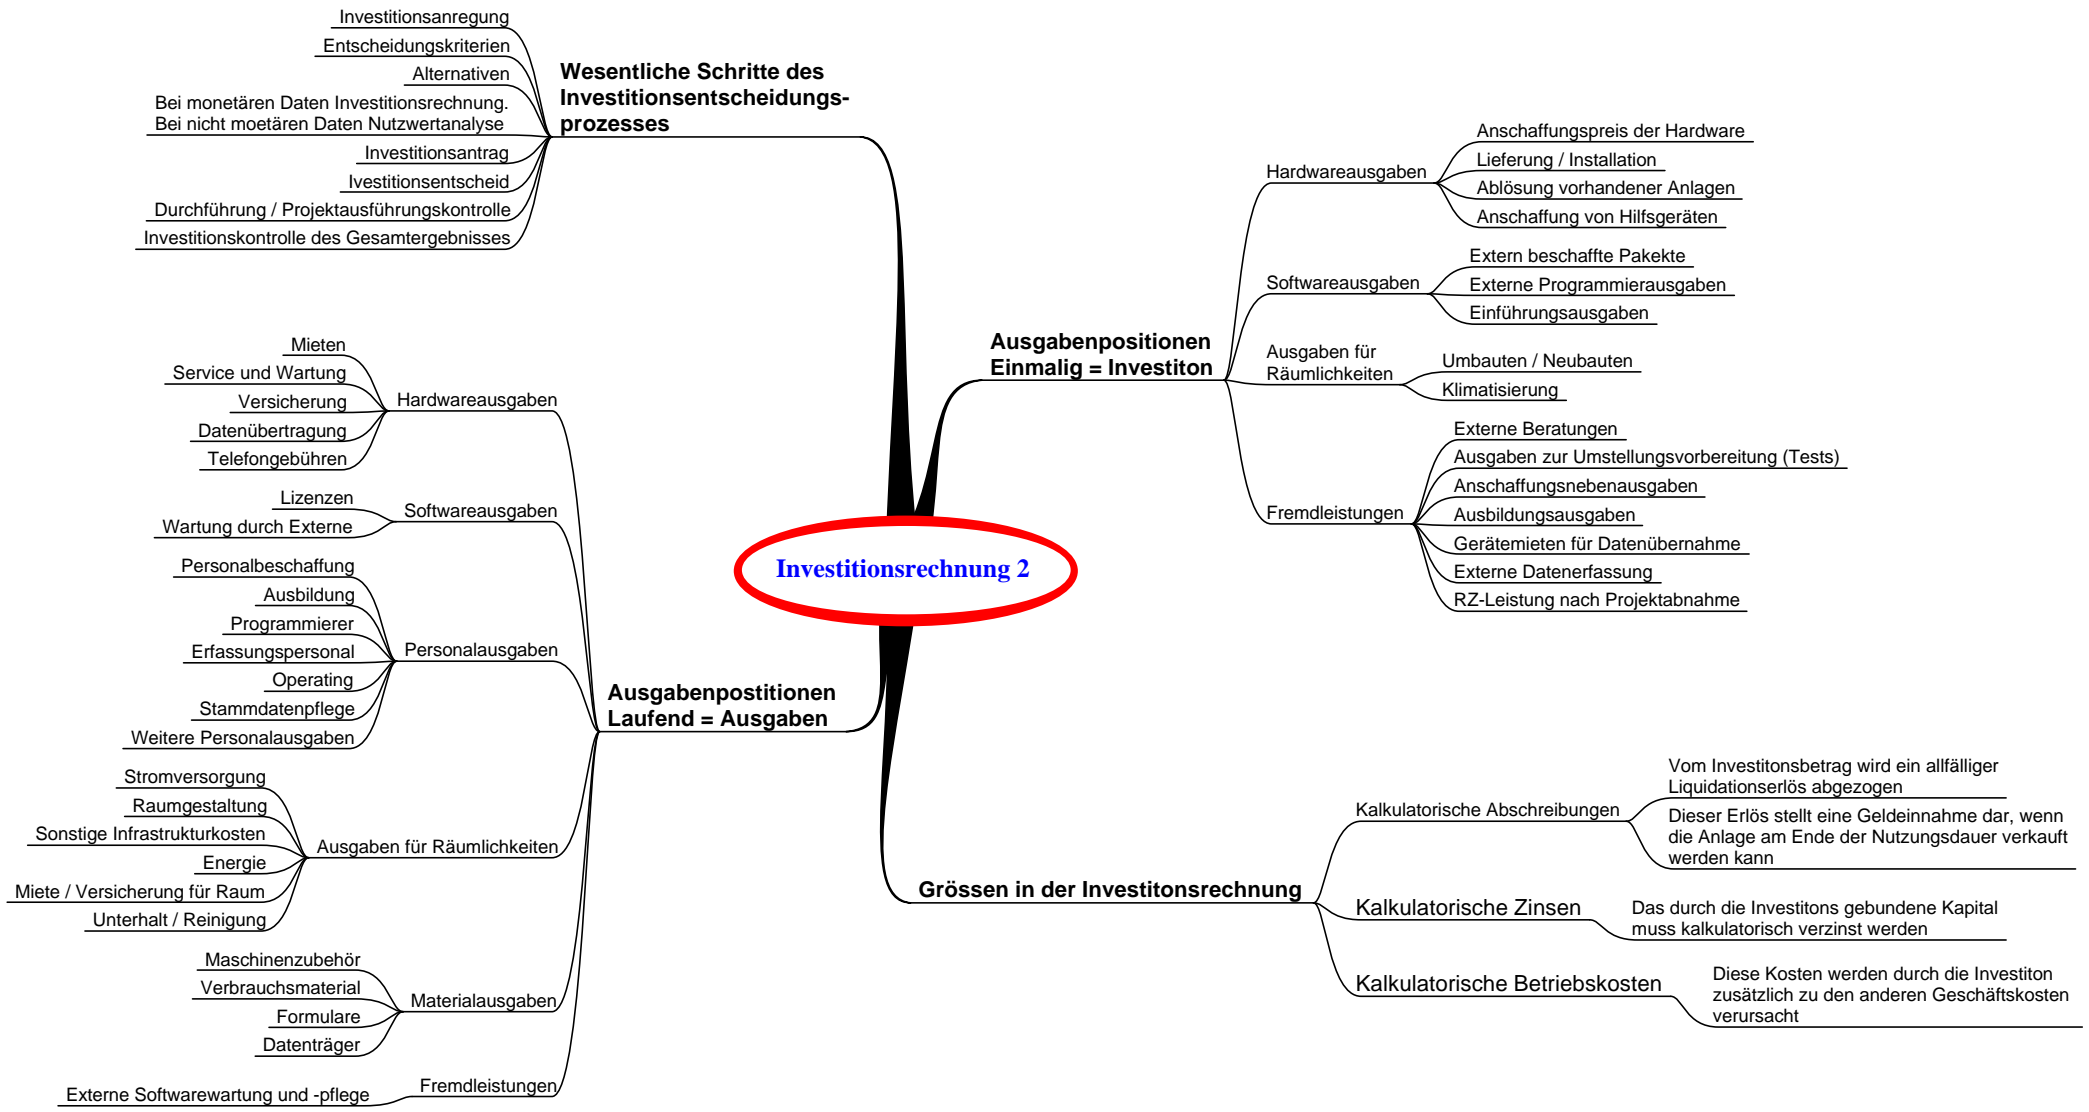 Investitionsrechnung 2
Wesentliche Schritte des
Investitionsentscheidungs-
prozesses
Investitionsanregung
Entscheidungskriterien
Alternativen
Bei monetären Daten Investitionsrechnung.
Bei nicht moetären Daten Nutzwertanalyse
Investitionsantrag
Ivestitionsentscheid
Durchführung / Projektausführungskontrolle
Investitionskontrolle des Gesamtergebnisses
Ausgabenpositionen
Einmalig = Investiton
Hardwareausgaben
Anschaffungspreis der Hardware
Lieferung / Installation
Ablösung vorhandener Anlagen
Anschaffung von Hilfsgeräten
Softwareausgaben
Extern beschaffte Pakekte
Externe Programmierausgaben
Einführungsausgaben
Ausgaben für
Räumlichkeiten
Umbauten / Neubauten
Klimatisierung
Fremdleistungen
Externe Beratungen
Ausgaben zur Umstellungsvorbereitung (Tests)
Anschaffungsnebenausgaben
Ausbildungsausgaben
Gerätemieten für Datenübernahme
Externe Datenerfassung
RZ-Leistung nach Projektabnahme
Ausgabenpostitionen
Laufend = Ausgaben
Hardwareausgaben
Mieten
Service und Wartung
Versicherung
Datenübertragung
Telefongebühren
Softwareausgaben
Lizenzen
Wartung durch Externe
Personalausgaben
Personalbeschaffung
Ausbildung
Programmierer
Erfassungspersonal
Operating
Stammdatenpflege
Weitere Personalausgaben
Ausgaben für Räumlichkeiten
Stromversorgung
Raumgestaltung
Sonstige Infrastrukturkosten
Energie
Miete / Versicherung für Raum
Unterhalt / Reinigung
Materialausgaben
Maschinenzubehör
Verbrauchsmaterial
Formulare
Datenträger
Fremdleistungen
Externe Softwarewartung und -pflege
Grössen in der Investitonsrechnung
Kalkulatorische Abschreibungen
Vom Investitonsbetrag wird ein allfälliger
Liquidationserlös abgezogen
Dieser Erlös stellt eine Geldeinnahme dar, wenn
die Anlage am Ende der Nutzungsdauer verkauft
werden kann
Kalkulatorische Zinsen
Das durch die Investitons gebundene Kapital
muss kalkulatorisch verzinst werden
Kalkulatorische Betriebskosten
Diese Kosten werden durch die Investiton
zusätzlich zu den anderen Geschäftskosten
verursacht